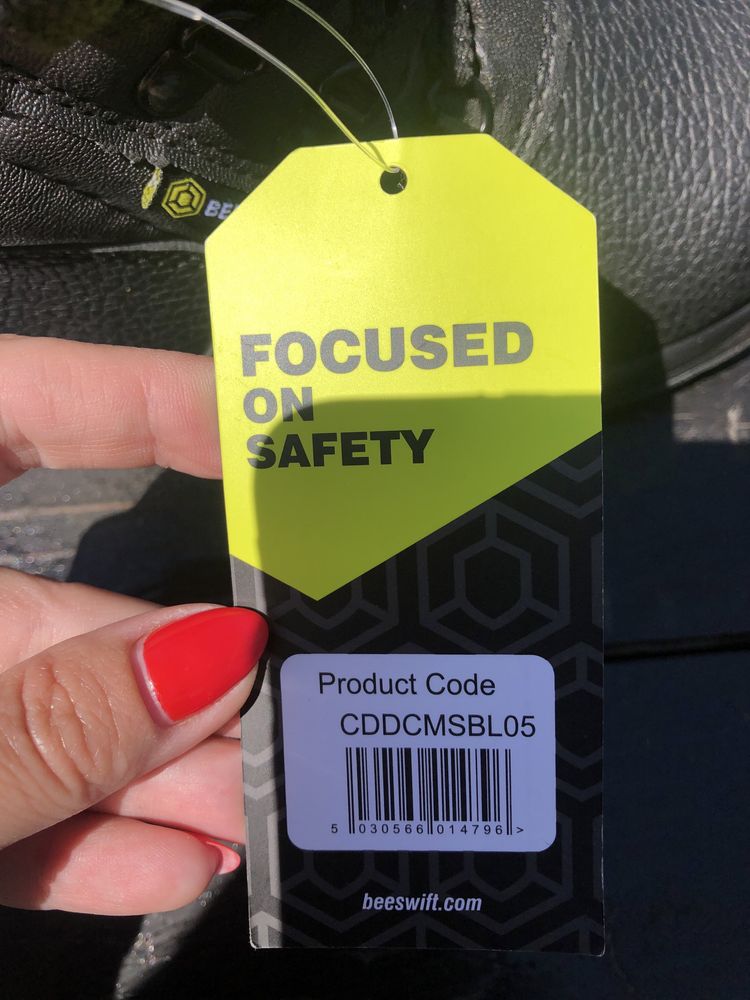 FOCUSED
ON
SAFETY
Product Code
CDDCMSBL05
5 030566 014796 >
beeswift.com